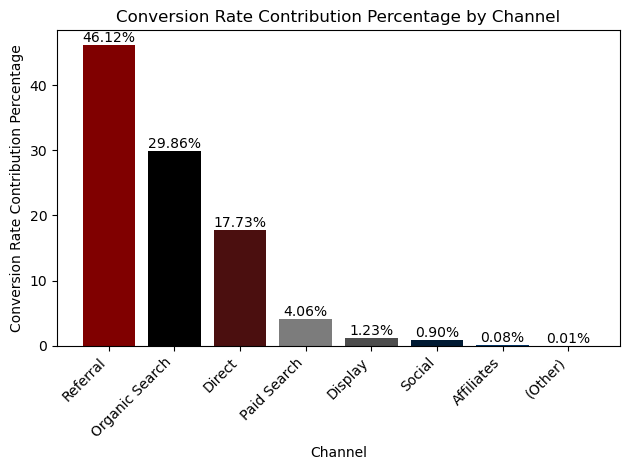 Conversion Rate Contribution Percentage by Channel
Conversion Rate Contribution Percentage
40
30
20
10
0
46.12%
29.86%
17.73%
4.06%
1.23%
0.90%
0.08%
0.01%
Referral
Organic Search
Direct
Paid Search
Display
Social
Affiliates
(Other)
Channel